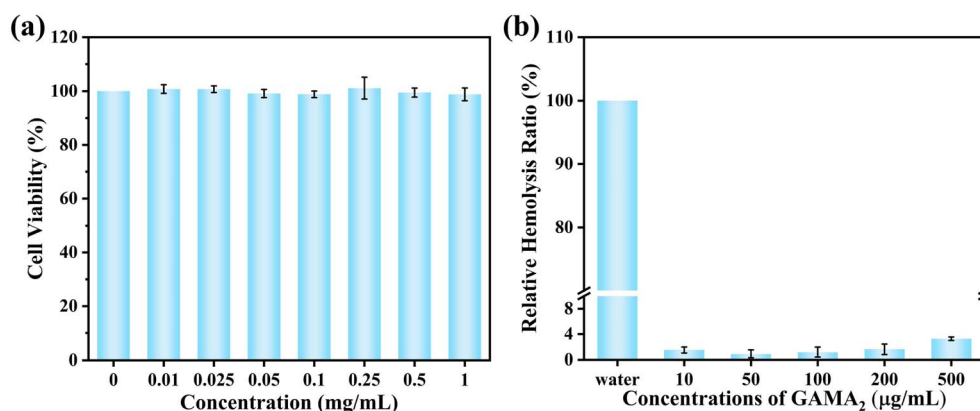 (a)
120
100
80
60
40
20
0
Cell Viability (%)
0 0.01 0.025 0.05 0.1 0.25 0.5 1
Concentration (mg/mL)
(b)
110
100
90
80
8
4
0
Relative Hemolysis Ratio (%)
water 10 50 100 200 500
Concentrations of GAMA₂ (μg/mL)